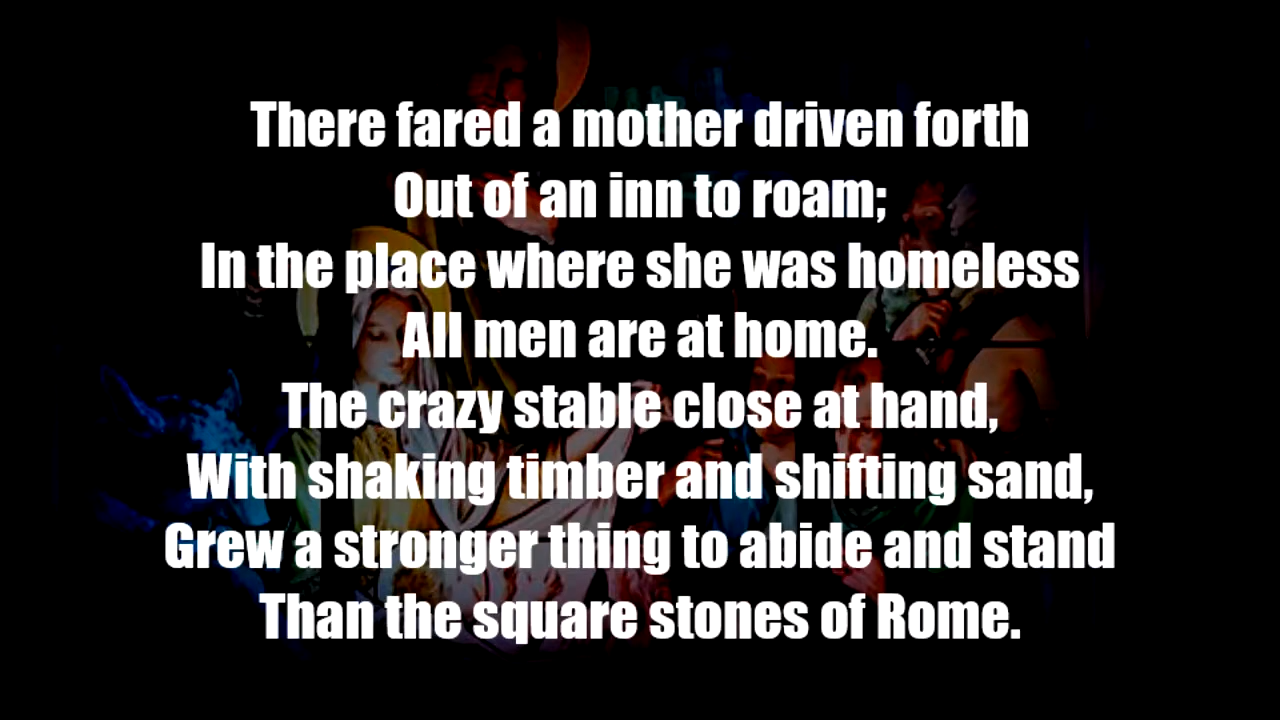 There fared a mother driven forth
Out of an inn to roam;
In the place where she was homeless
All men are at home.
The crazy stable close at hand,
With shaking timber and shifting sand,
Grew a stronger thing to abide and stand
Than the square stones of Rome.